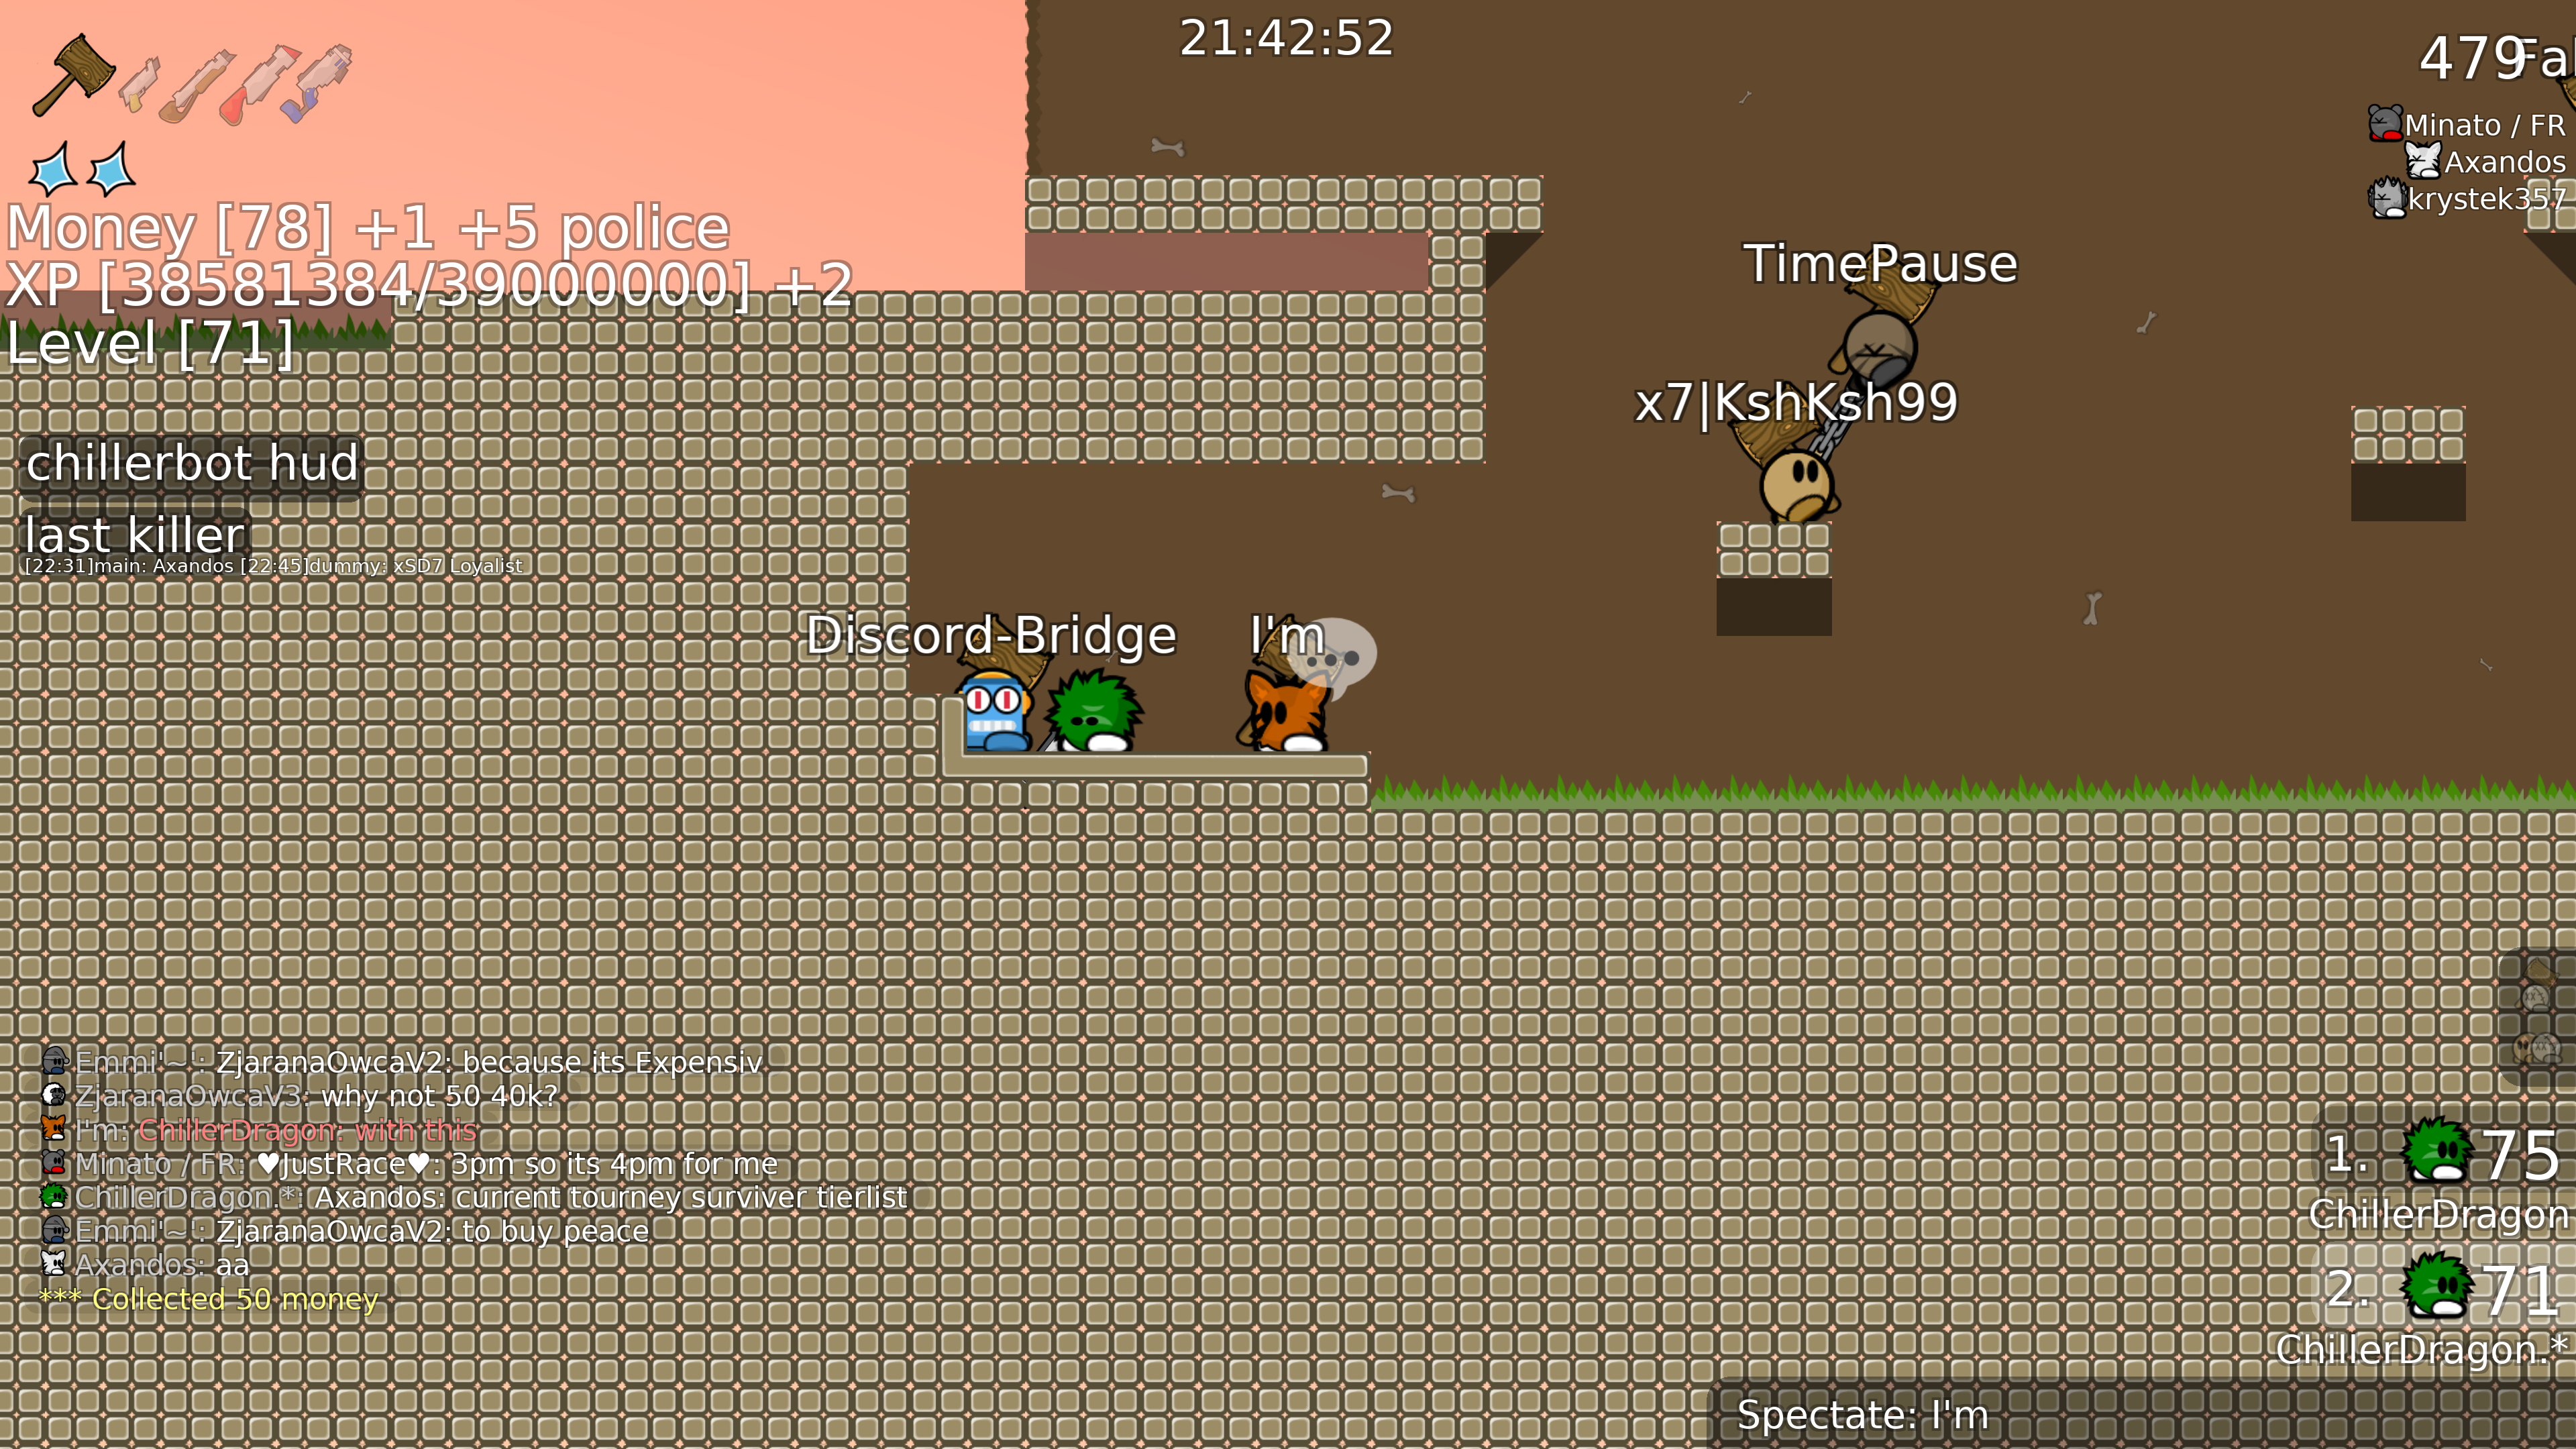 21:42:52
479
Minato / FR
Axandos
krystek357
Money [78] +1 +5 police
XP [38581384/39000000] +2
Level [71]
TimePause
x7|KshKsh99
chillerbot hud
last killer
[22:31]main: Axandos [22:45]dummy: xSD7 Loyalist
Discord-Bridge
I'm
Emmi'~': ZjaranaOwcaV2: because its Expensiv
ZjaranaOwcaV3: why not 50 40k?
I'm: ChillerDragon: with this
Minato / FR: ♥JustRace♥: 3pm so its 4pm for me
ChillerDragon.*: Axandos: current tourney surviver tierlist
Emmi'~': ZjaranaOwcaV2: to buy peace
Axandos: aa
*** Collected 50 money
1. 75
ChillerDragon
2. 71
ChillerDragon.*
Spectate: I'm